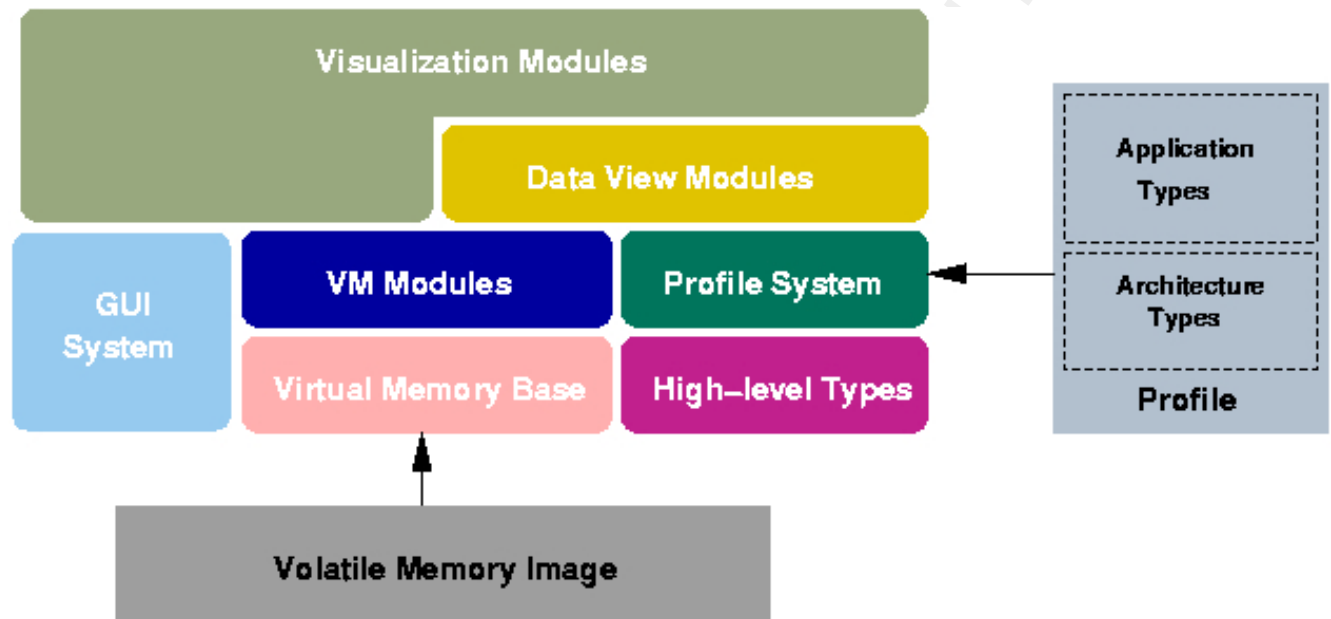 Visualization Modules
Data View Modules
GUI
System
VM Modules
Profile System
Virtual Memory Base
High–level Types
Volatile Memory Image
Application
Types
Architecture
Types
Profile